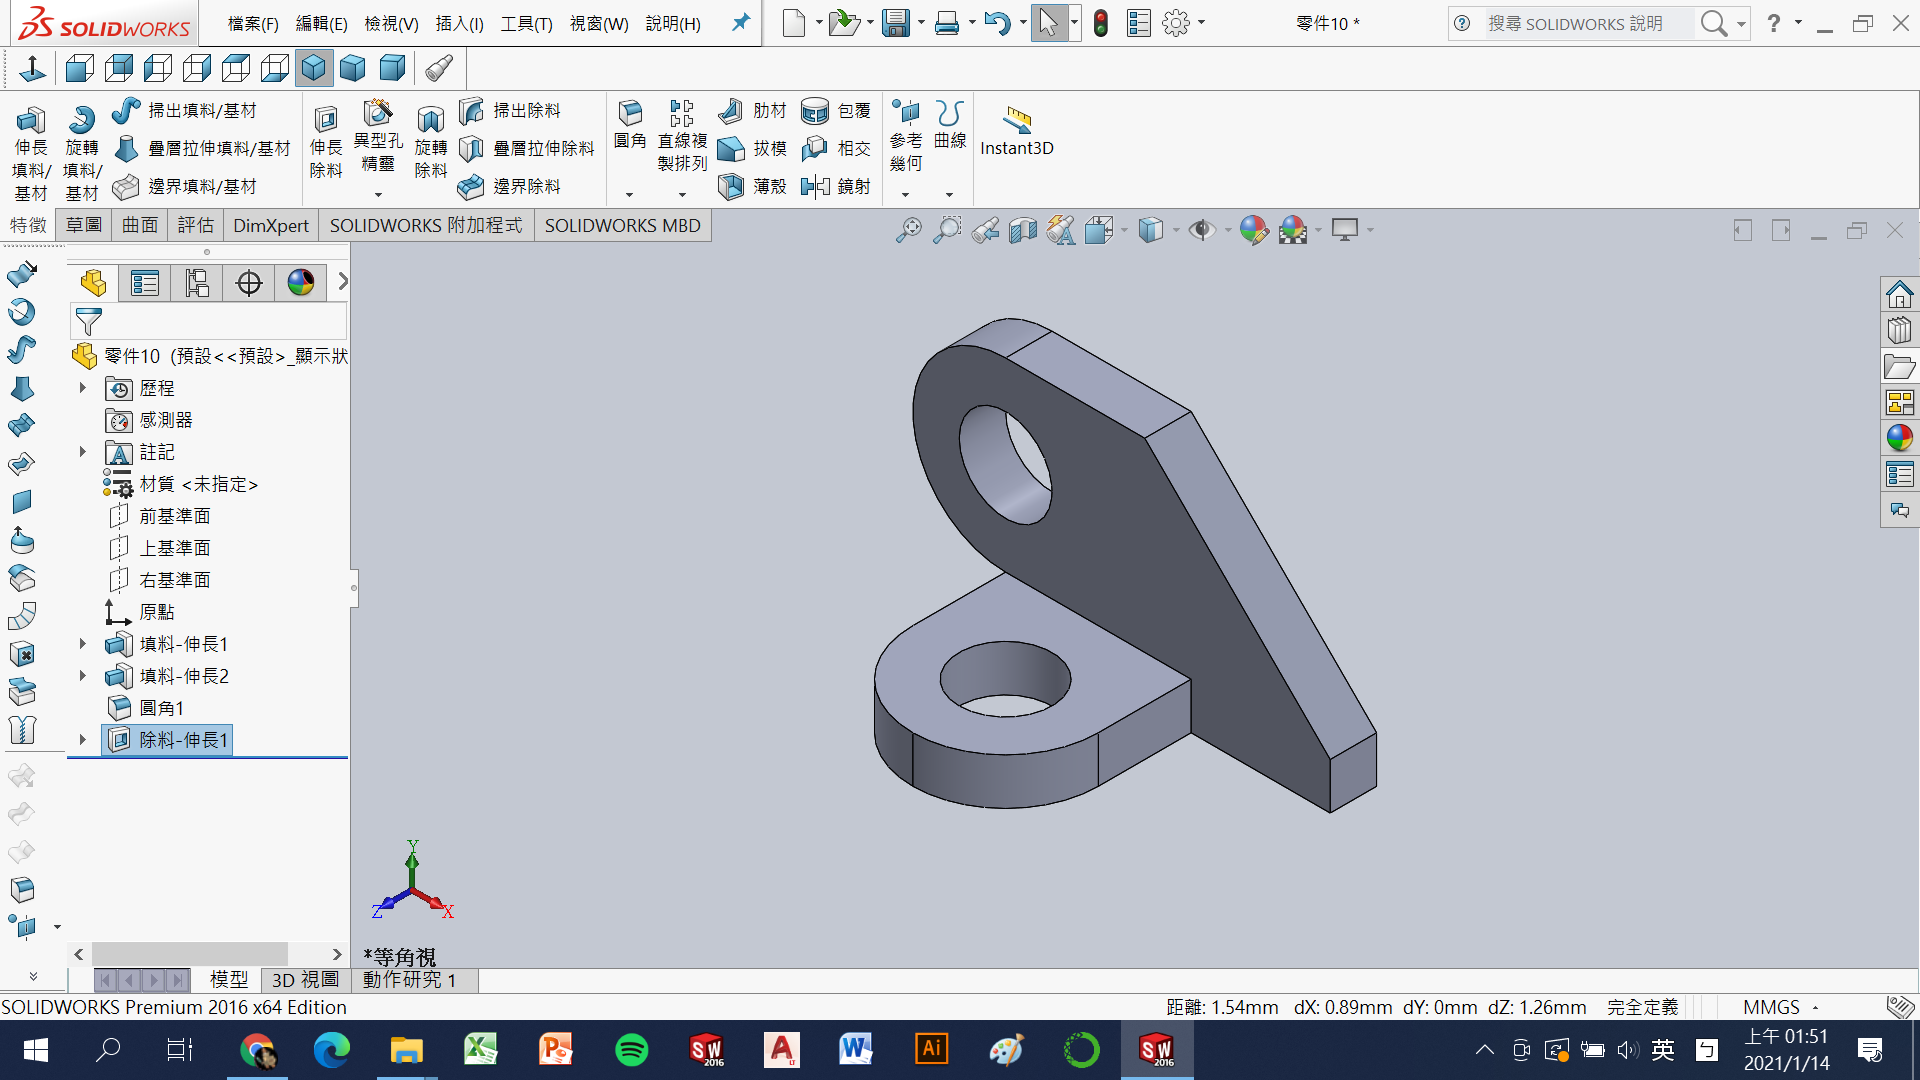 SOLIDWORKS
檔案(F) 編輯(E) 檢視(V) 插入(I) 工具(T) 視窗(W) 說明(H)
零件10 *
搜尋 SOLIDWORKS 說明
伸長填料/基材
旋轉填料/基材
掃出填料/基材
疊層拉伸填料/基材
邊界填料/基材
伸長除料
異型孔精靈
旋轉除料
掃出除料
疊層拉伸除料
邊界除料
圓角
直線複製排列
肋材
拔模
薄殼
包覆
相交
鏡射
參考幾何
曲線
Instant3D
特徵 草圖 曲面 評估 DimXpert SOLIDWORKS 附加程式 SOLIDWORKS MBD
零件10 (預設<<預設>_顯示狀
歷程
感測器
註記
材質 <未指定>
前基準面
上基準面
右基準面
原點
填料-伸長1
填料-伸長2
圓角1
除料-伸長1
Y
Z X
*等角視
模型 3D 視圖 動作研究 1
SOLIDWORKS Premium 2016 x64 Edition
距離: 1.54mm dX: 0.89mm dY: 0mm dZ: 1.26mm 完全定義 MMGS
上午 01:51
英
2021/1/14